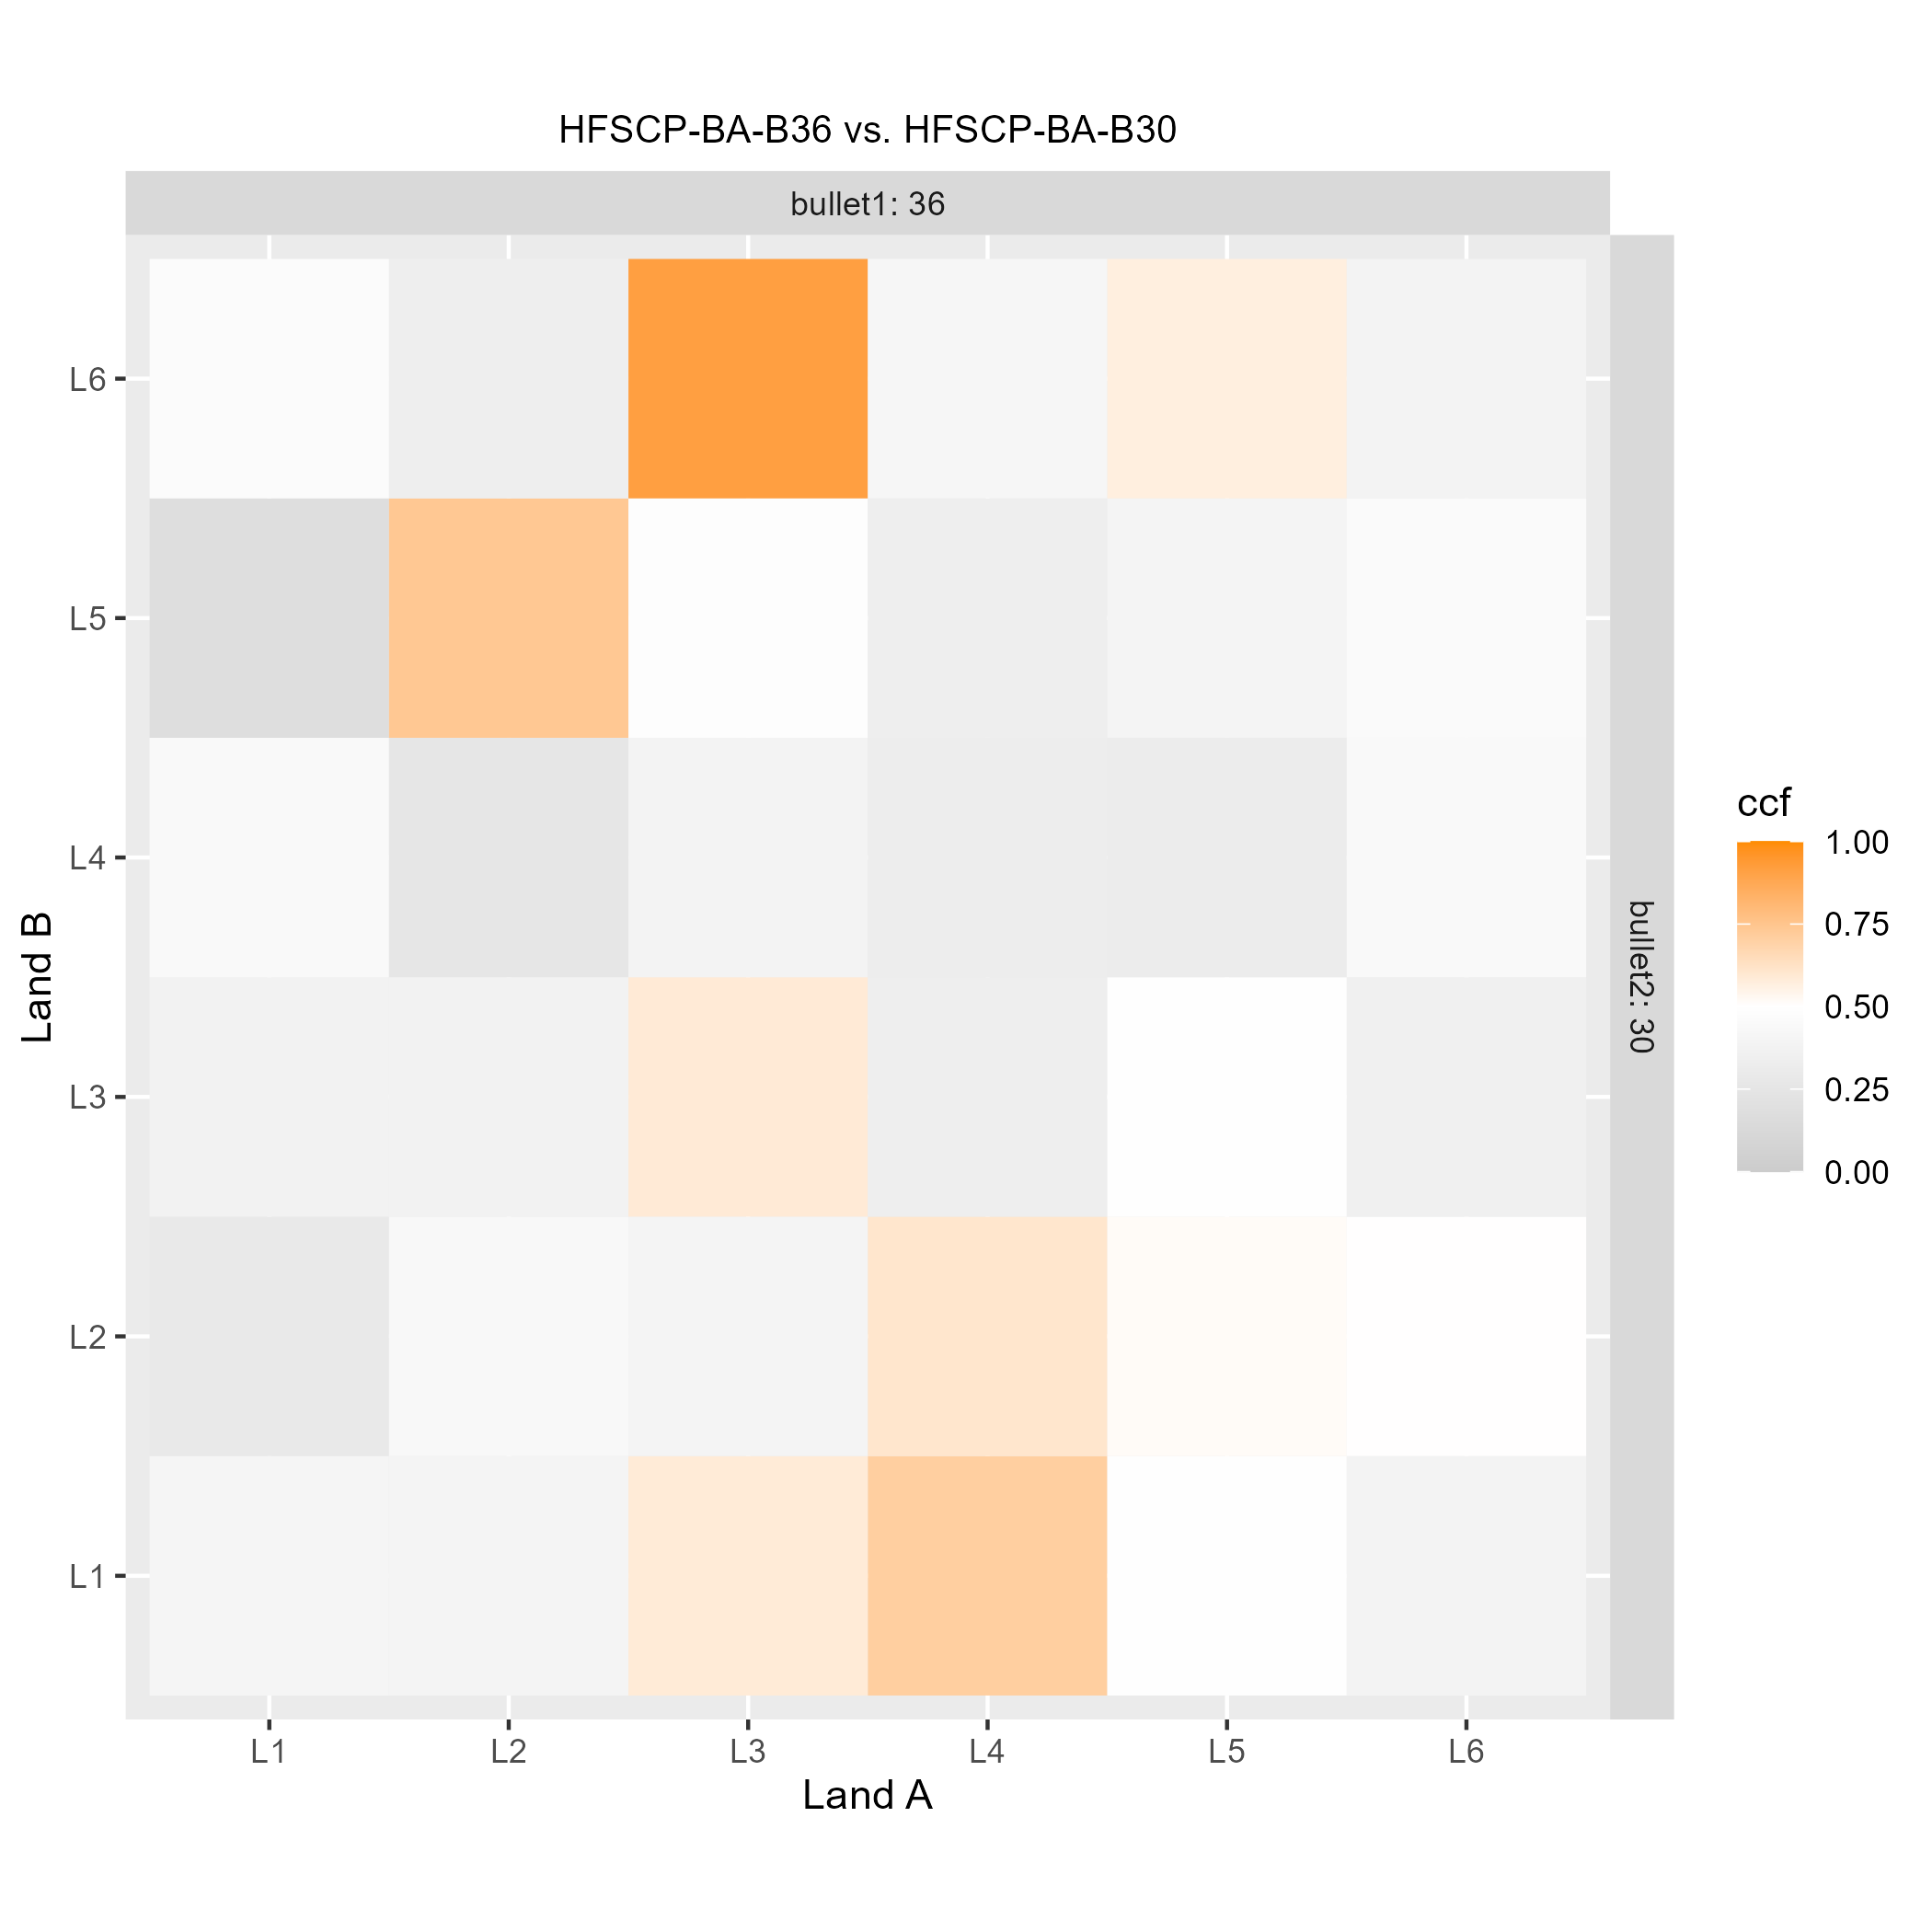 HFSCP-BA-B36 vs. HFSCP-BA-B30
bullet1: 36
L6
L5
L4
L3
L2
L1
Land B
bullet2: 30
ccf
1.00
0.75
0.50
0.25
0.00
L1 L2 L3 L4 L5 L6
Land A